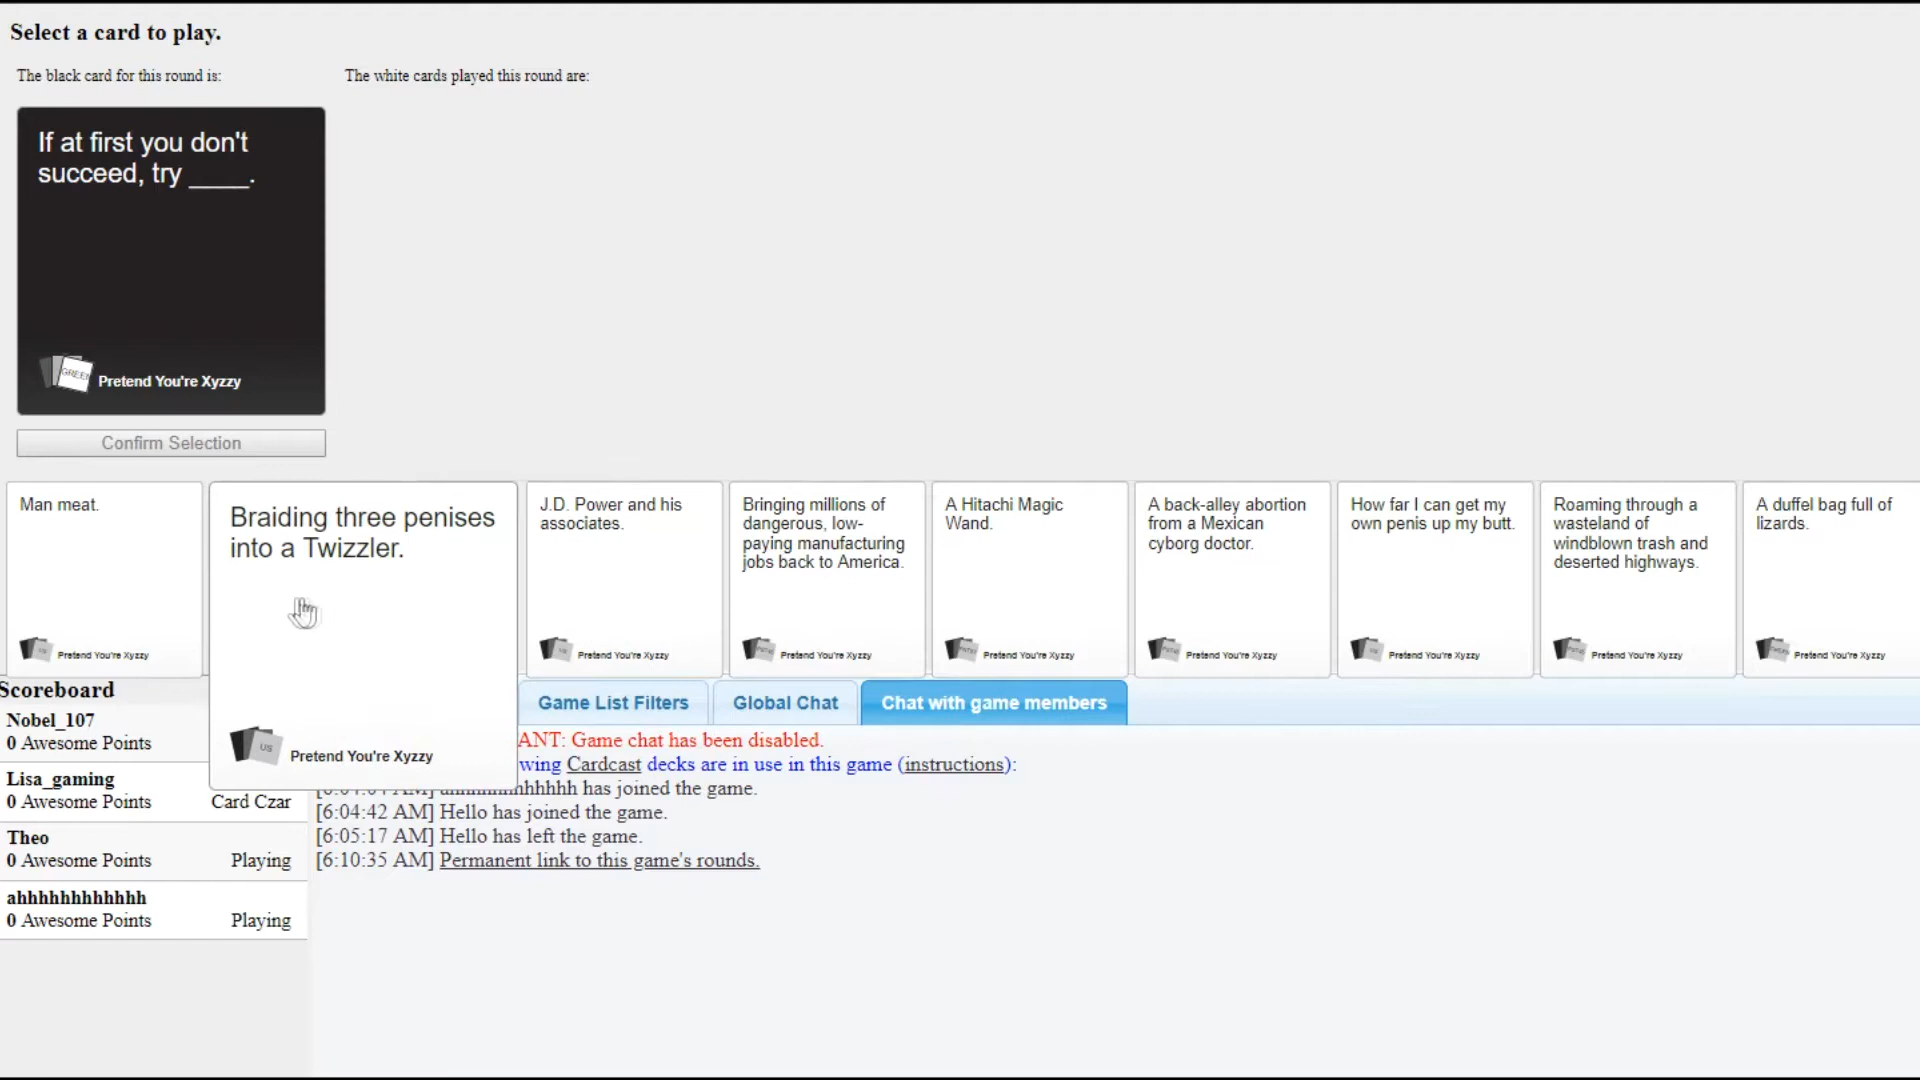 Select a card to play.
The black card for this round is:
The white cards played this round are:
If at first you don't
succeed, try ____.
GREEN
Pretend You're Xyzzy
Confirm Selection
Man meat.
Pretend You're Xyzzy
Braiding three penises
into a Twizzler.
US
Pretend You're Xyzzy
J.D. Power and his
associates.
US
Pretend You're Xyzzy
Bringing millions of
dangerous, low-
paying manufacturing
jobs back to America.
Pretend You're Xyzzy
A Hitachi Magic
Wand.
Pretend You're Xyzzy
A back-alley abortion
from a Mexican
cyborg doctor.
Pretend You're Xyzzy
How far I can get my
own penis up my butt.
US
Pretend You're Xyzzy
Roaming through a
wasteland of
windblown trash and
deserted highways.
Pretend You're Xyzzy
A duffel bag full of
lizards.
Pretend You're Xyzzy
Scoreboard
Nobel_107
0 Awesome Points
Lisa_gaming
0 Awesome Points Card Czar
Theo
0 Awesome Points Playing
ahhhhhhhhhhhh
0 Awesome Points Playing
Game List Filters
Global Chat
Chat with game members
ANT: Game chat has been disabled.
wing Cardcast decks are in use in this game (instructions):
has joined the game.
[6:04:42 AM] Hello has joined the game.
[6:05:17 AM] Hello has left the game.
[6:10:35 AM] Permanent link to this game's rounds.